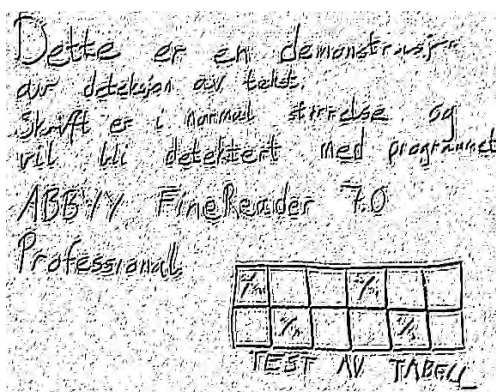 Dette er en demonstrasjon
av deteksjon av tekst.
Skrift er i normal størrelse og
vil bli detektert med programmet
ABBYY FineReader 7.0
Professional.
TEST AV TABELL